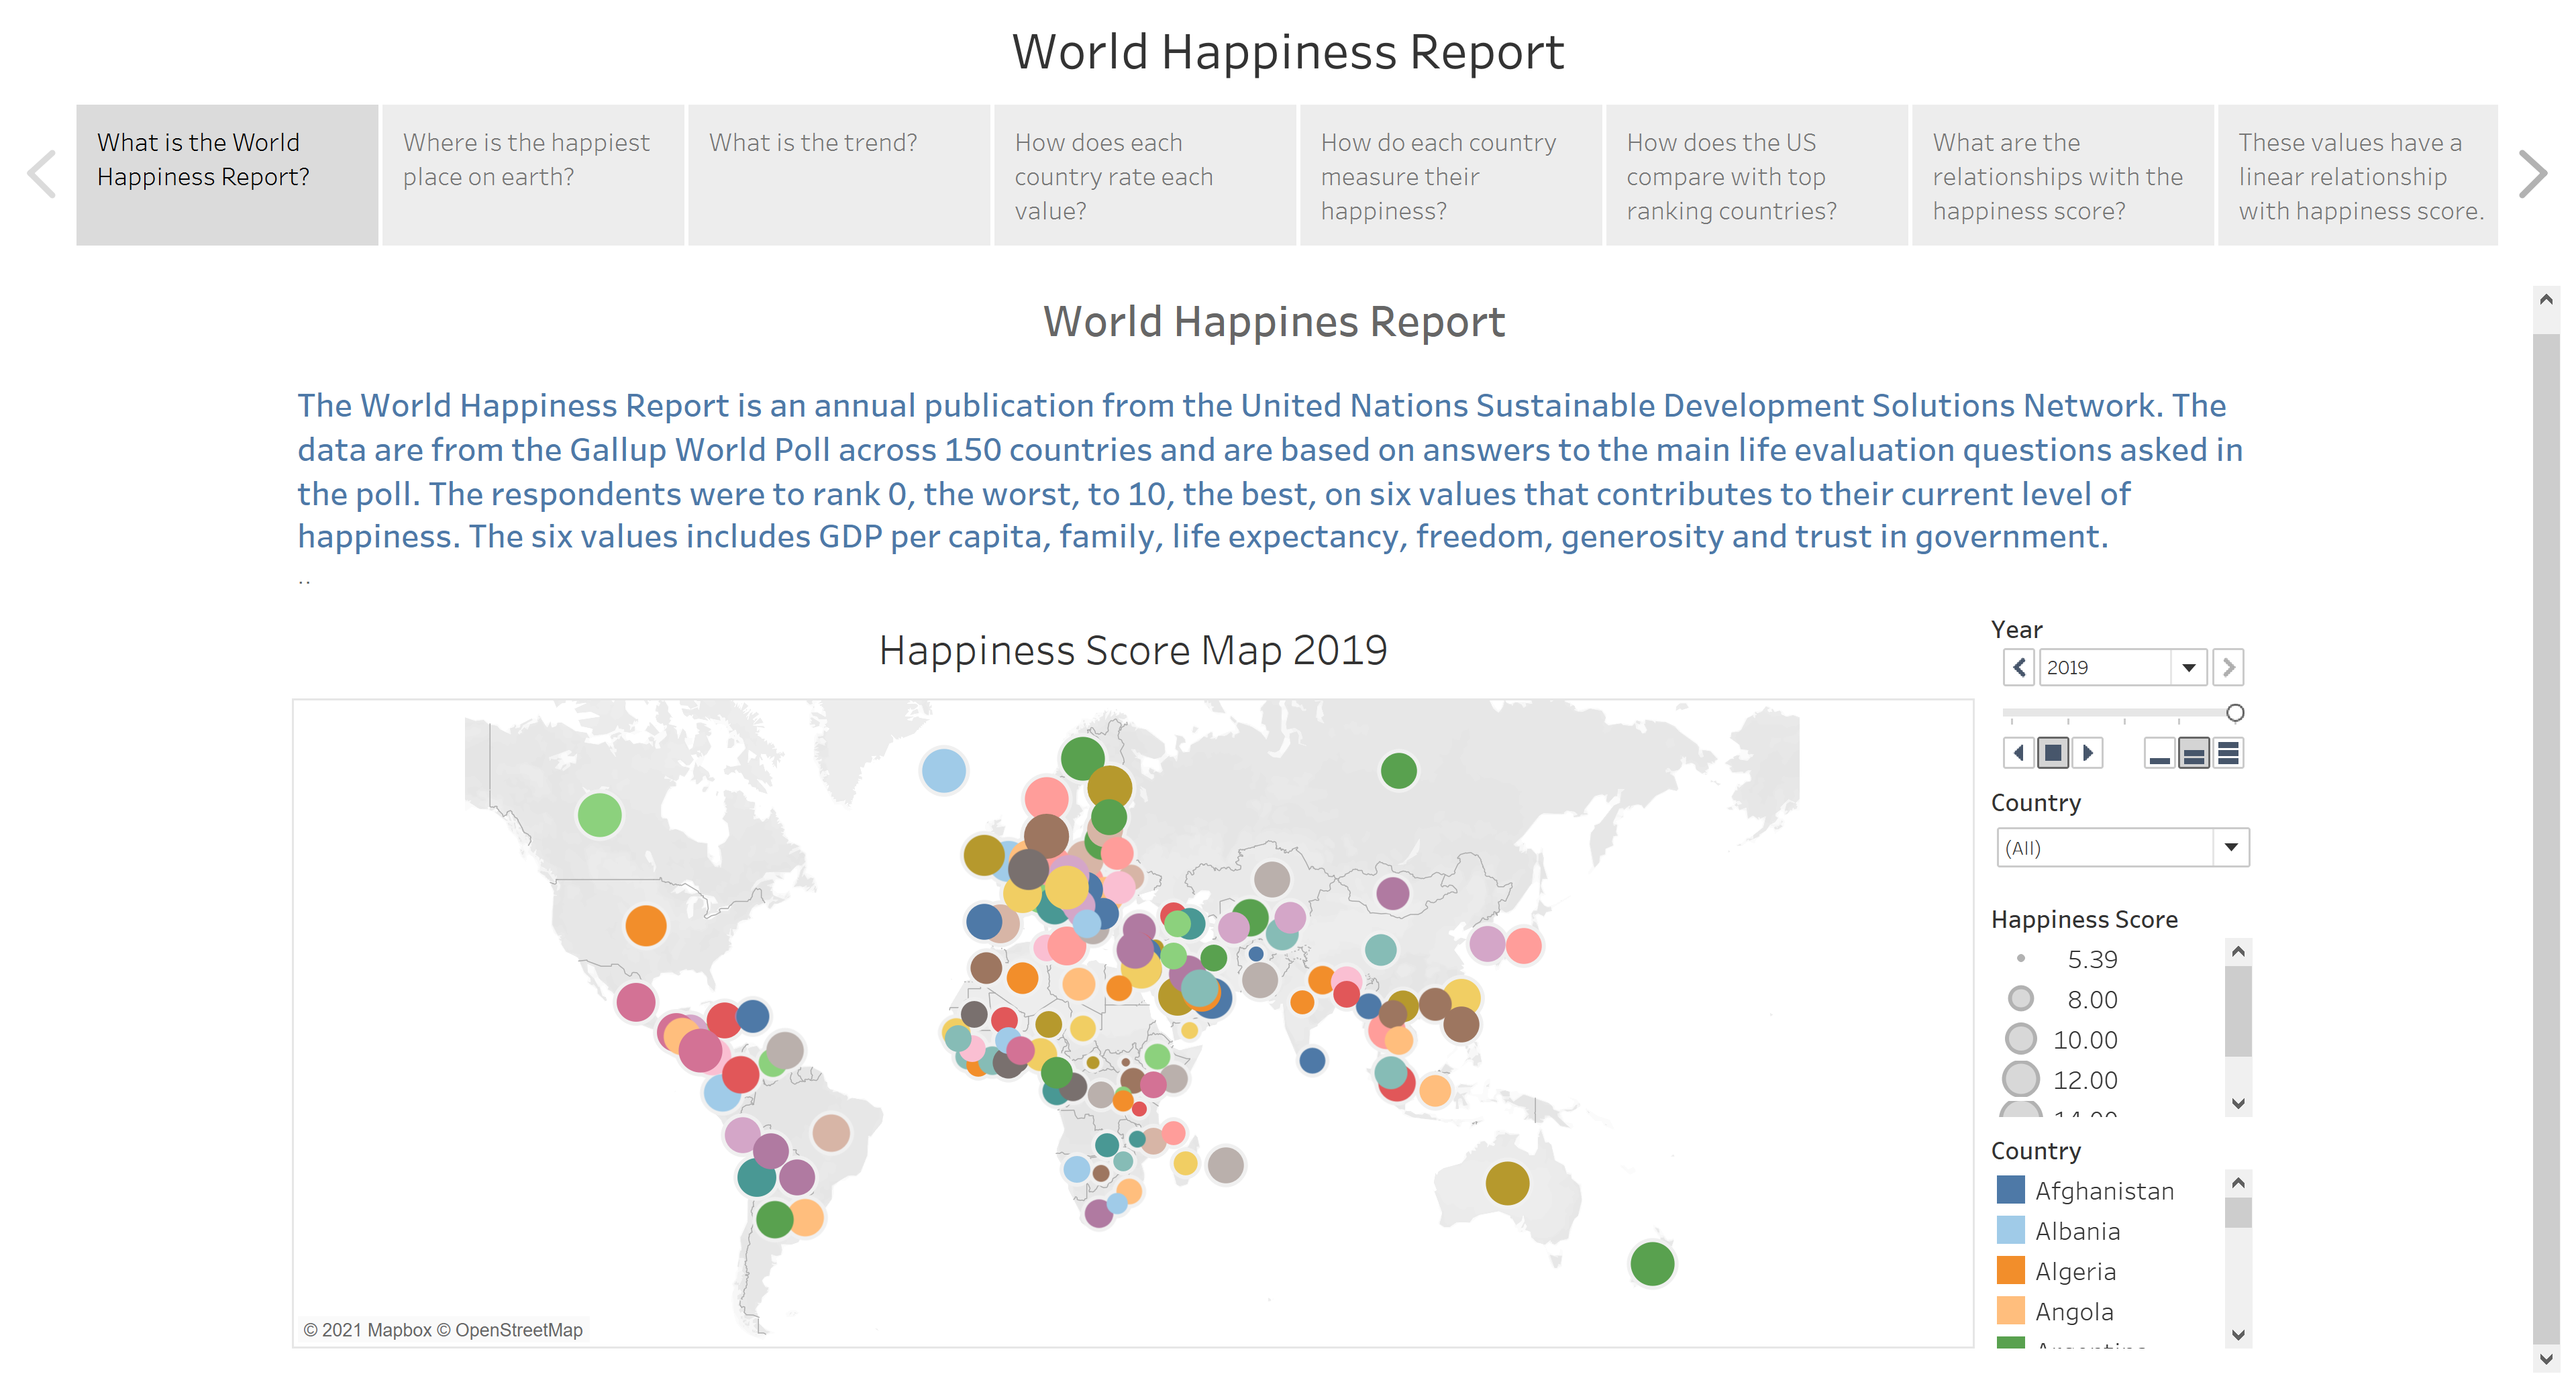 World Happiness Report
What is the World
Happiness Report?
Where is the happiest
place on earth?
What is the trend?
How does each
country rate each
value?
How do each country
measure their
happiness?
How does the US
compare with top
ranking countries?
What are the
relationships with the
happiness score?
These values have a
linear relationship
with happiness score.
World Happines Report
The World Happiness Report is an annual publication from the United Nations Sustainable Development Solutions Network. The
data are from the Gallup World Poll across 150 countries and are based on answers to the main life evaluation questions asked in
the poll. The respondents were to rank 0, the worst, to 10, the best, on six values that contributes to their current level of
happiness. The six values includes GDP per capita, family, life expectancy, freedom, generosity and trust in government.
..
Happiness Score Map 2019
Year
2019
Country
(All)
Happiness Score
5.39
8.00
10.00
12.00
14.00
Country
Afghanistan
Albania
Algeria
Angola
Argentina
© 2021 Mapbox © OpenStreetMap